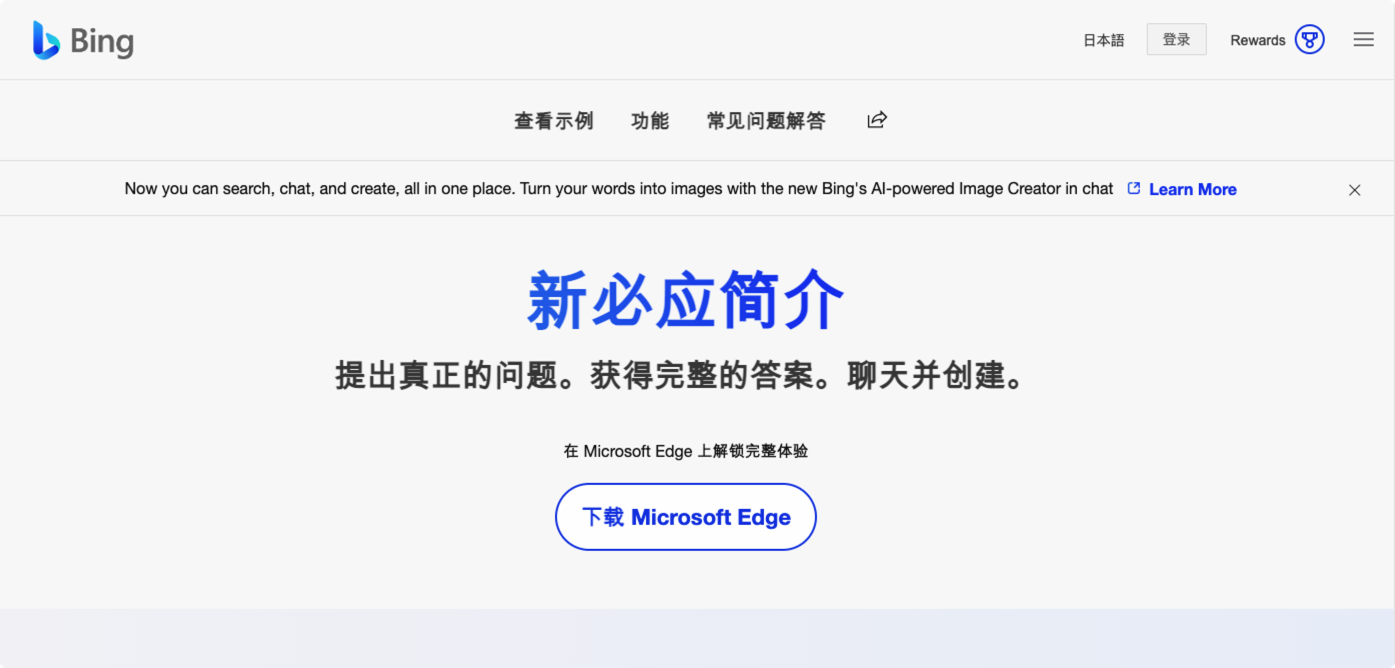 Bing
日本語 登录 Rewards
查看示例 功能 常见问题解答
Now you can search, chat, and create, all in one place. Turn your words into images with the new Bing's AI-powered Image Creator in chat Learn More
新必应简介
提出真正的问题。获得完整的答案。聊天并创建。
在 Microsoft Edge 上解锁完整体验
下载 Microsoft Edge